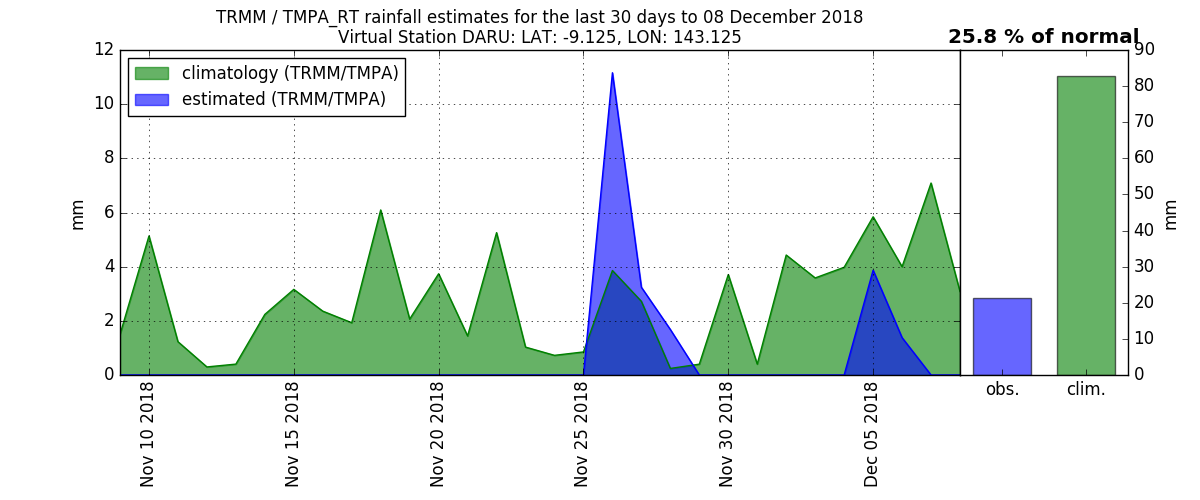 TRMM / TMPA_RT rainfall estimates for the last 30 days to 08 December 2018
Virtual Station DARU: LAT: -9.125, LON: 143.125
25.8 % of normal
climatology (TRMM/TMPA)
estimated (TRMM/TMPA)
mm
12
10
8
6
4
2
0
Nov 10 2018
Nov 15 2018
Nov 20 2018
Nov 25 2018
Nov 30 2018
Dec 05 2018
obs.
clim.
90
80
70
60
50
40
30
20
10
0
mm